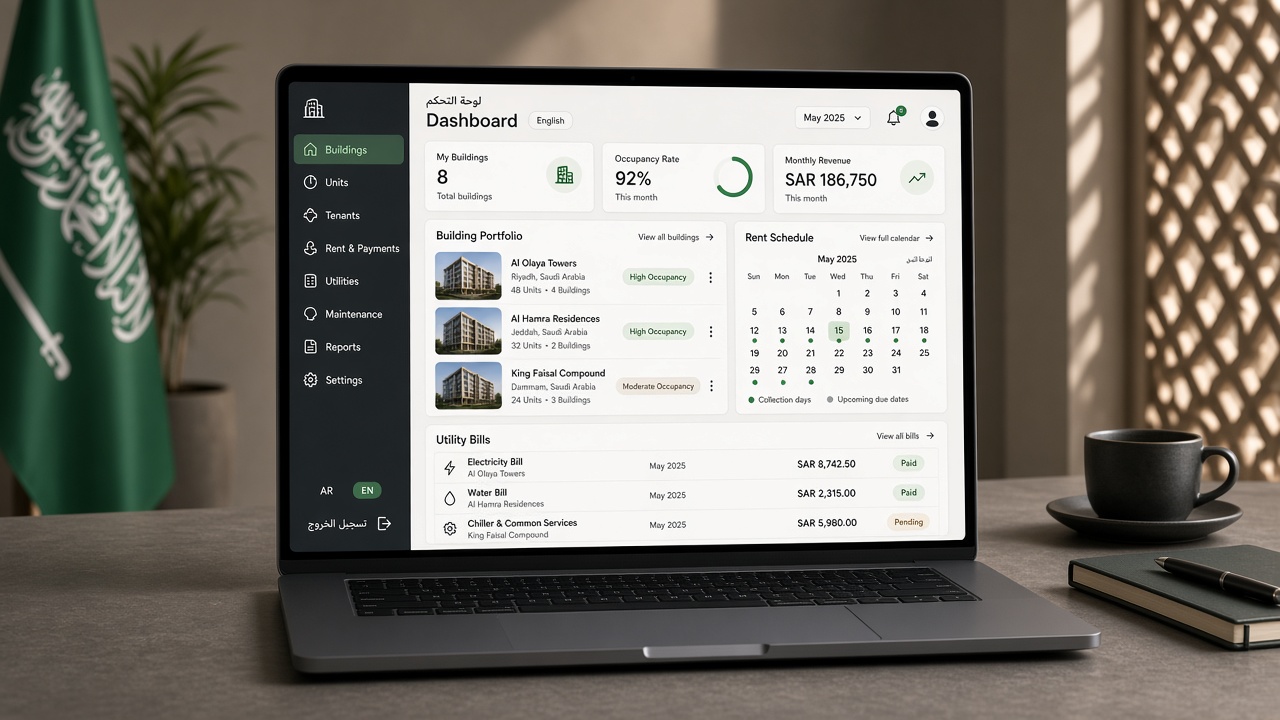 لوحة التحكم
Dashboard
English
May 2025
Buildings
Units
Tenants
Rent & Payments
Utilities
Maintenance
Reports
Settings
AR
EN
تسجيل الخروج
My Buildings
8
Total buildings
Occupancy Rate
92%
This month
Monthly Revenue
SAR 186,750
This month
Building Portfolio
View all buildings →
Al Olaya Towers
Riyadh, Saudi Arabia
48 Units • 4 Buildings
High Occupancy
Al Hamra Residences
Jeddah, Saudi Arabia
32 Units • 2 Buildings
High Occupancy
King Faisal Compound
Dammam, Saudi Arabia
24 Units • 3 Buildings
Moderate Occupancy
Rent Schedule
View full calendar →
May 2025
Sun Mon Tue Wed Thu Fri Sat
1 2 3 4
5 6 7 8 9 10 11
12 13 14 15 16 17 18
19 20 21 22 23 24 25
29 27 28 29 30 31
Collection days
Upcoming due dates
Utility Bills
View all bills →
Electricity Bill
Al Olaya Towers
May 2025
SAR 8,742.50
Paid
Water Bill
Al Hamra Residences
May 2025
SAR 2,315.00
Paid
Chiller & Common Services
King Faisal Compound
May 2025
SAR 5,980.00
Pending